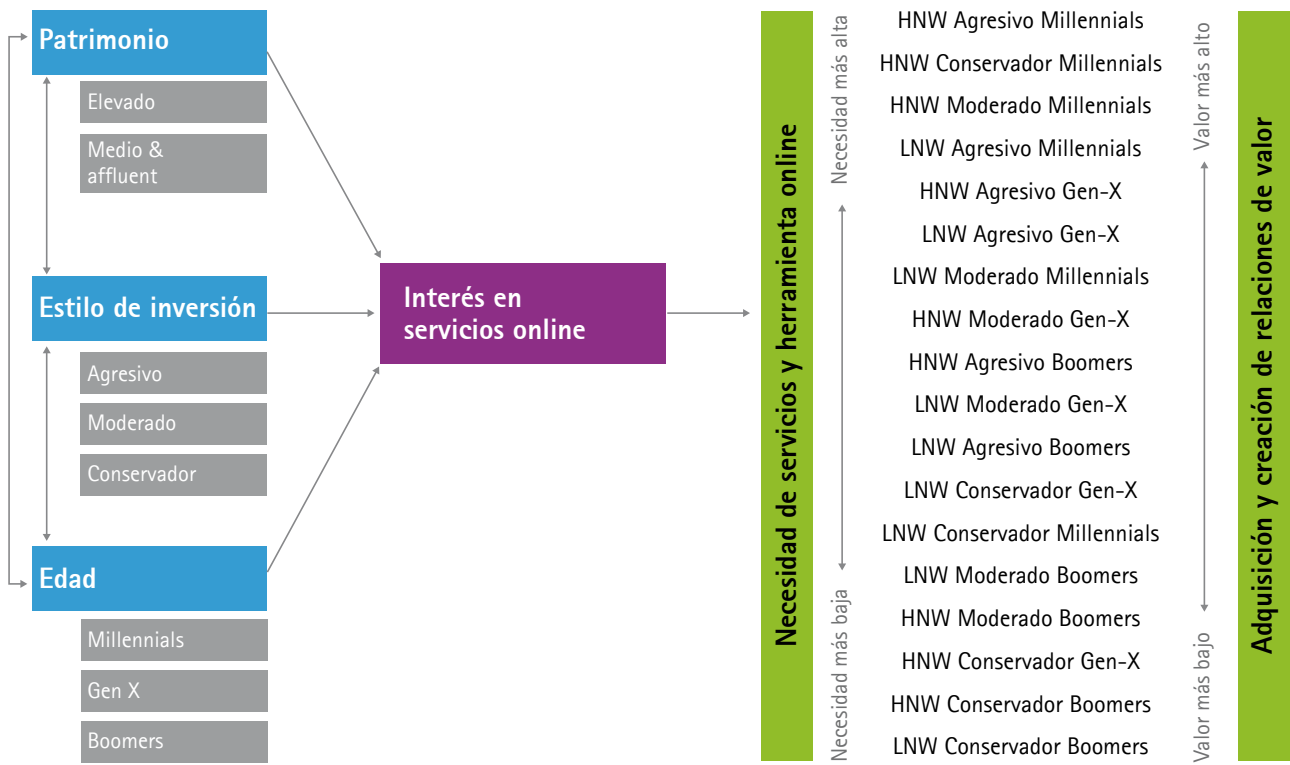 Patrimonio
Elevado
Medio &
affluent
Estilo de inversión
Agresivo
Moderado
Conservador
Edad
Millennials
Gen X
Boomers
Interés en
servicios online
Necesidad de servicios y herramienta online
Necesidad más alta
Necesidad más baja
HNW Agresivo Millennials
HNW Conservador Millennials
HNW Moderado Millennials
LNW Agresivo Millennials
HNW Agresivo Gen-X
LNW Agresivo Gen-X
LNW Moderado Millennials
HNW Moderado Gen-X
HNW Agresivo Boomers
LNW Moderado Gen-X
LNW Agresivo Boomers
LNW Conservador Gen-X
LNW Conservador Millennials
LNW Moderado Boomers
HNW Moderado Boomers
HNW Conservador Gen-X
HNW Conservador Boomers
LNW Conservador Boomers
Valor más alto
Valor más bajo
Adquisición y creación de relaciones de valor